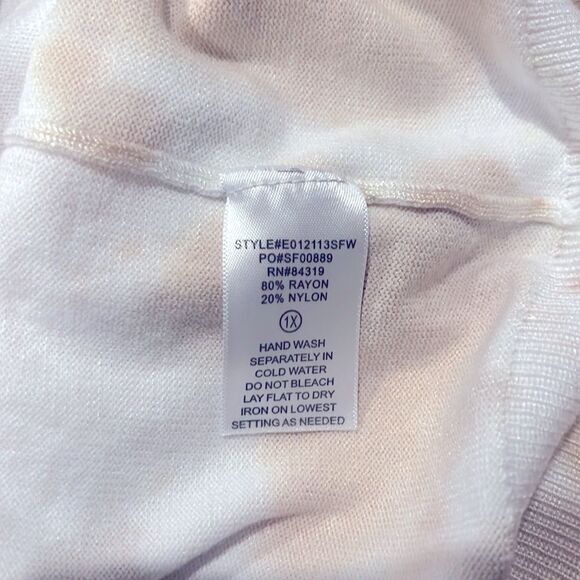 STYLE#E012113SFW
PO#SF00889
RN#84319
80% RAYON
20% NYLON
1X
HAND WASH
SEPARATELY IN
COLD WATER
DO NOT BLEACH
LAY FLAT TO DRY
IRON ON LOWEST
SETTING AS NEEDED